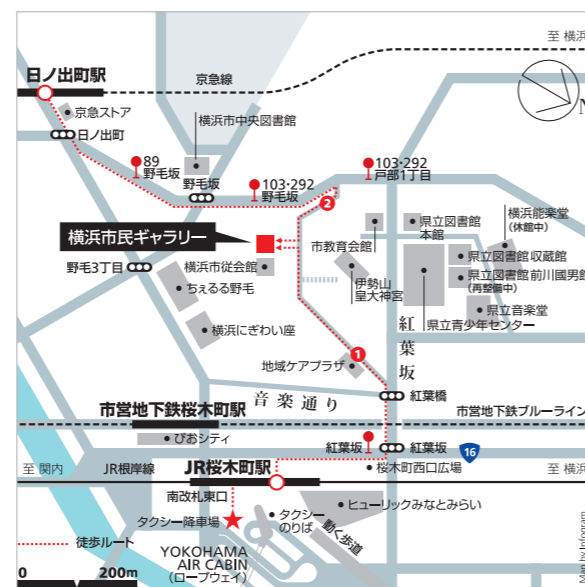 至 横浜
京急線
日ノ出町駅
京急ストア
日ノ出町
横浜市中央図書館
N
89
野毛坂
野毛坂
103・292
野毛坂
103・292
戸部1丁目
2
横浜市民ギャラリー
野毛3丁目
横浜市従会館
ちぇるる野毛
横浜にぎわい座
市教育会館
県立図書館
本館
横浜能楽堂
(休館中)
県立図書館 収蔵館
県立図書館 前川國男館
(再整備中)
伊勢山
皇大神宮
県立音楽堂
県立青少年センター
紅葉坂
1
地域ケアプラザ
音楽通り
紅葉橋
市営地下鉄桜木町駅
市営地下鉄ブルーライン
ぴおシティ
紅葉坂
紅葉坂
16
至 関内
JR根岸線
JR桜木町駅
桜木町西口広場
至 横浜
南改札東口
タクシー降車場
タクシー
のりば
ヒューリックみなとみらい
動く歩道
徒歩ルート
YOKOHAMA
AIR CABIN
(ロープウェイ)
0
200m
Map by Infogram